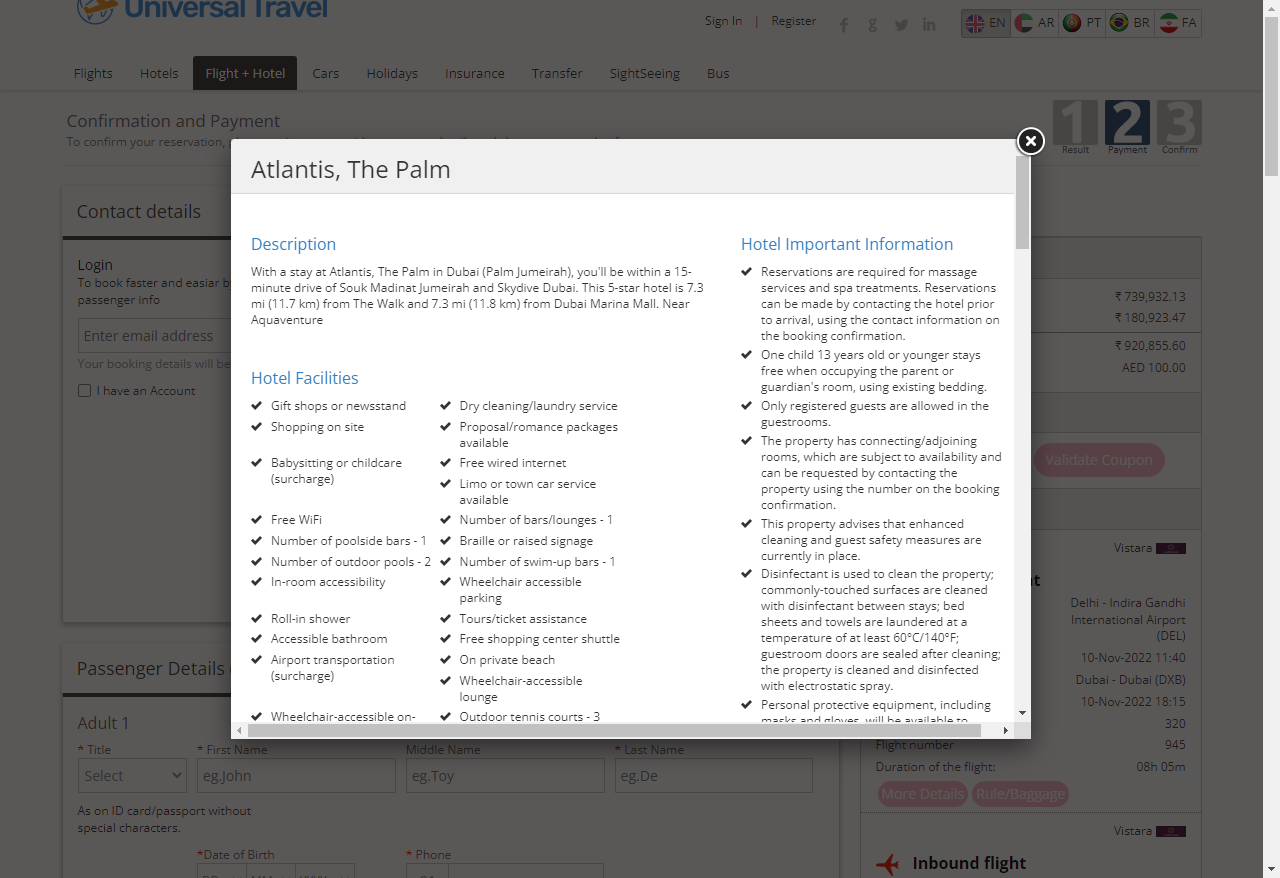 Universal Travel
Sign In | Register
EN AR PT BR FA
Flights Hotels Flight + Hotel Cars Holidays Insurance Transfer SightSeeing Bus
Confirmation and Payment
To confirm your reservation,
1 2 3
Result Payment Confirm
Atlantis, The Palm
Contact details
Login
To book faster and easiar b
passenger info
Enter email address
Your booking details will be
I have an Account
Description
With a stay at Atlantis, The Palm in Dubai (Palm Jumeirah), you'll be within a 15-
minute drive of Souk Madinat Jumeirah and Skydive Dubai. This 5-star hotel is 7.3
mi (11.7 km) from The Walk and 7.3 mi (11.8 km) from Dubai Marina Mall. Near
Aquaventure
Hotel Facilities
Gift shops or newsstand
Dry cleaning/laundry service
Shopping on site
Proposal/romance packages
available
Babysitting or childcare
(surcharge)
Free wired internet
Limo or town car service
available
Free WiFi
Number of bars/lounges - 1
Number of poolside bars - 1
Braille or raised signage
Number of outdoor pools - 2
Number of swim-up bars - 1
In-room accessibility
Wheelchair accessible
parking
Roll-in shower
Tours/ticket assistance
Accessible bathroom
Free shopping center shuttle
Airport transportation
(surcharge)
On private beach
Wheelchair-accessible
lounge
Wheelchair-accessible on-
Outdoor tennis courts - 3
Hotel Important Information
Reservations are required for massage
services and spa treatments. Reservations
can be made by contacting the hotel prior
to arrival, using the contact information on
the booking confirmation.
One child 13 years old or younger stays
free when occupying the parent or
guardian's room, using existing bedding.
Only registered guests are allowed in the
guestrooms.
The property has connecting/adjoining
rooms, which are subject to availability and
can be requested by contacting the
property using the number on the booking
confirmation.
This property advises that enhanced
cleaning and guest safety measures are
currently in place.
Disinfectant is used to clean the property;
commonly-touched surfaces are cleaned
with disinfectant between stays; bed
sheets and towels are laundered at a
temperature of at least 60°C/140°F;
guestroom doors are sealed after cleaning;
the property is cleaned and disinfected
with electrostatic spray.
Personal protective equipment, including
masks and gloves, will be available to
₹ 739,932.13
₹ 180,923.47
₹ 920,855.60
AED 100.00
Validate Coupon
Vistara
Delhi - Indira Gandhi
International Airport
(DEL)
10-Nov-2022 11:40
Dubai - Dubai (DXB)
10-Nov-2022 18:15
320
Flight number 945
Duration of the flight: 08h 05m
More Details Rule/Baggage
Vistara
Inbound flight
Passenger Details
Adult 1
* Title * First Name Middle Name * Last Name
Select eg.John eg.Toy eg.De
As on ID card/passport without
special characters.
*Date of Birth * Phone